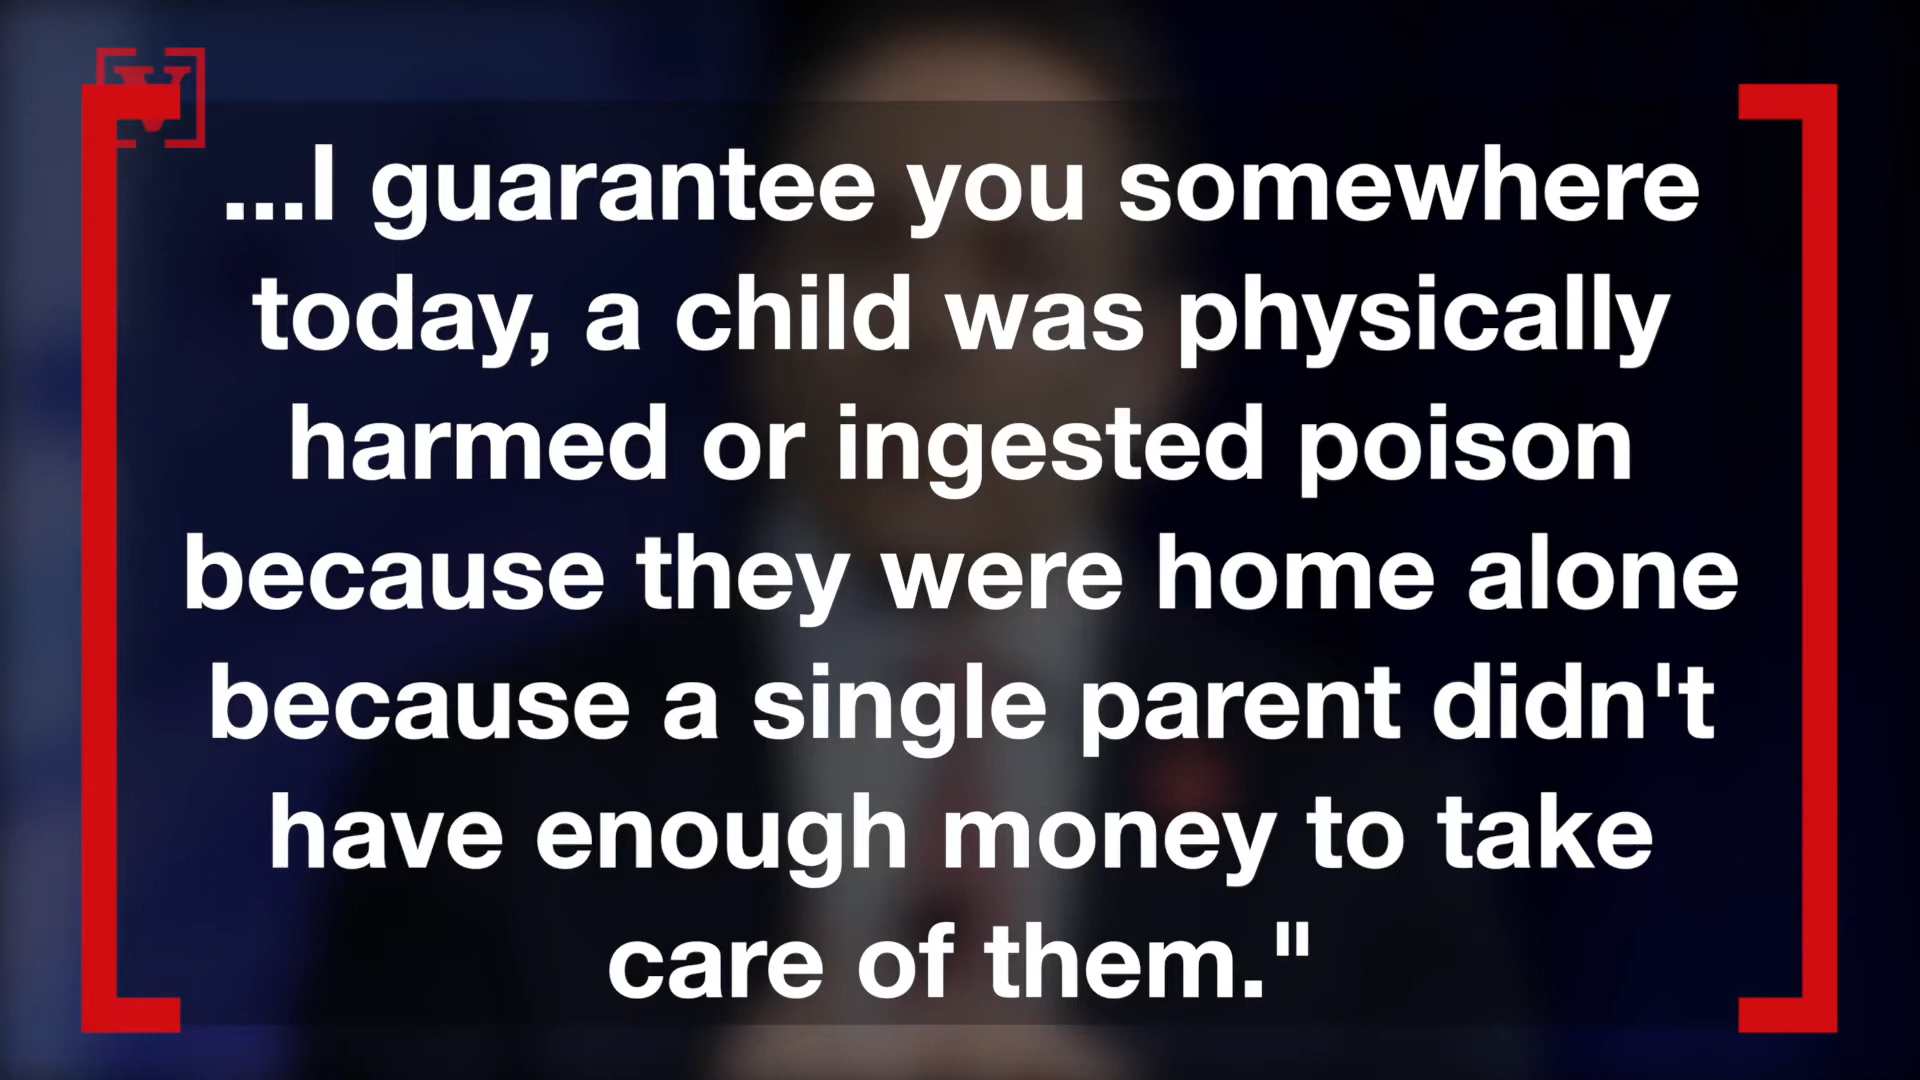 V
...I guarantee you somewhere
today, a child was physically
harmed or ingested poison
because they were home alone
because a single parent didn't
have enough money to take
care of them."